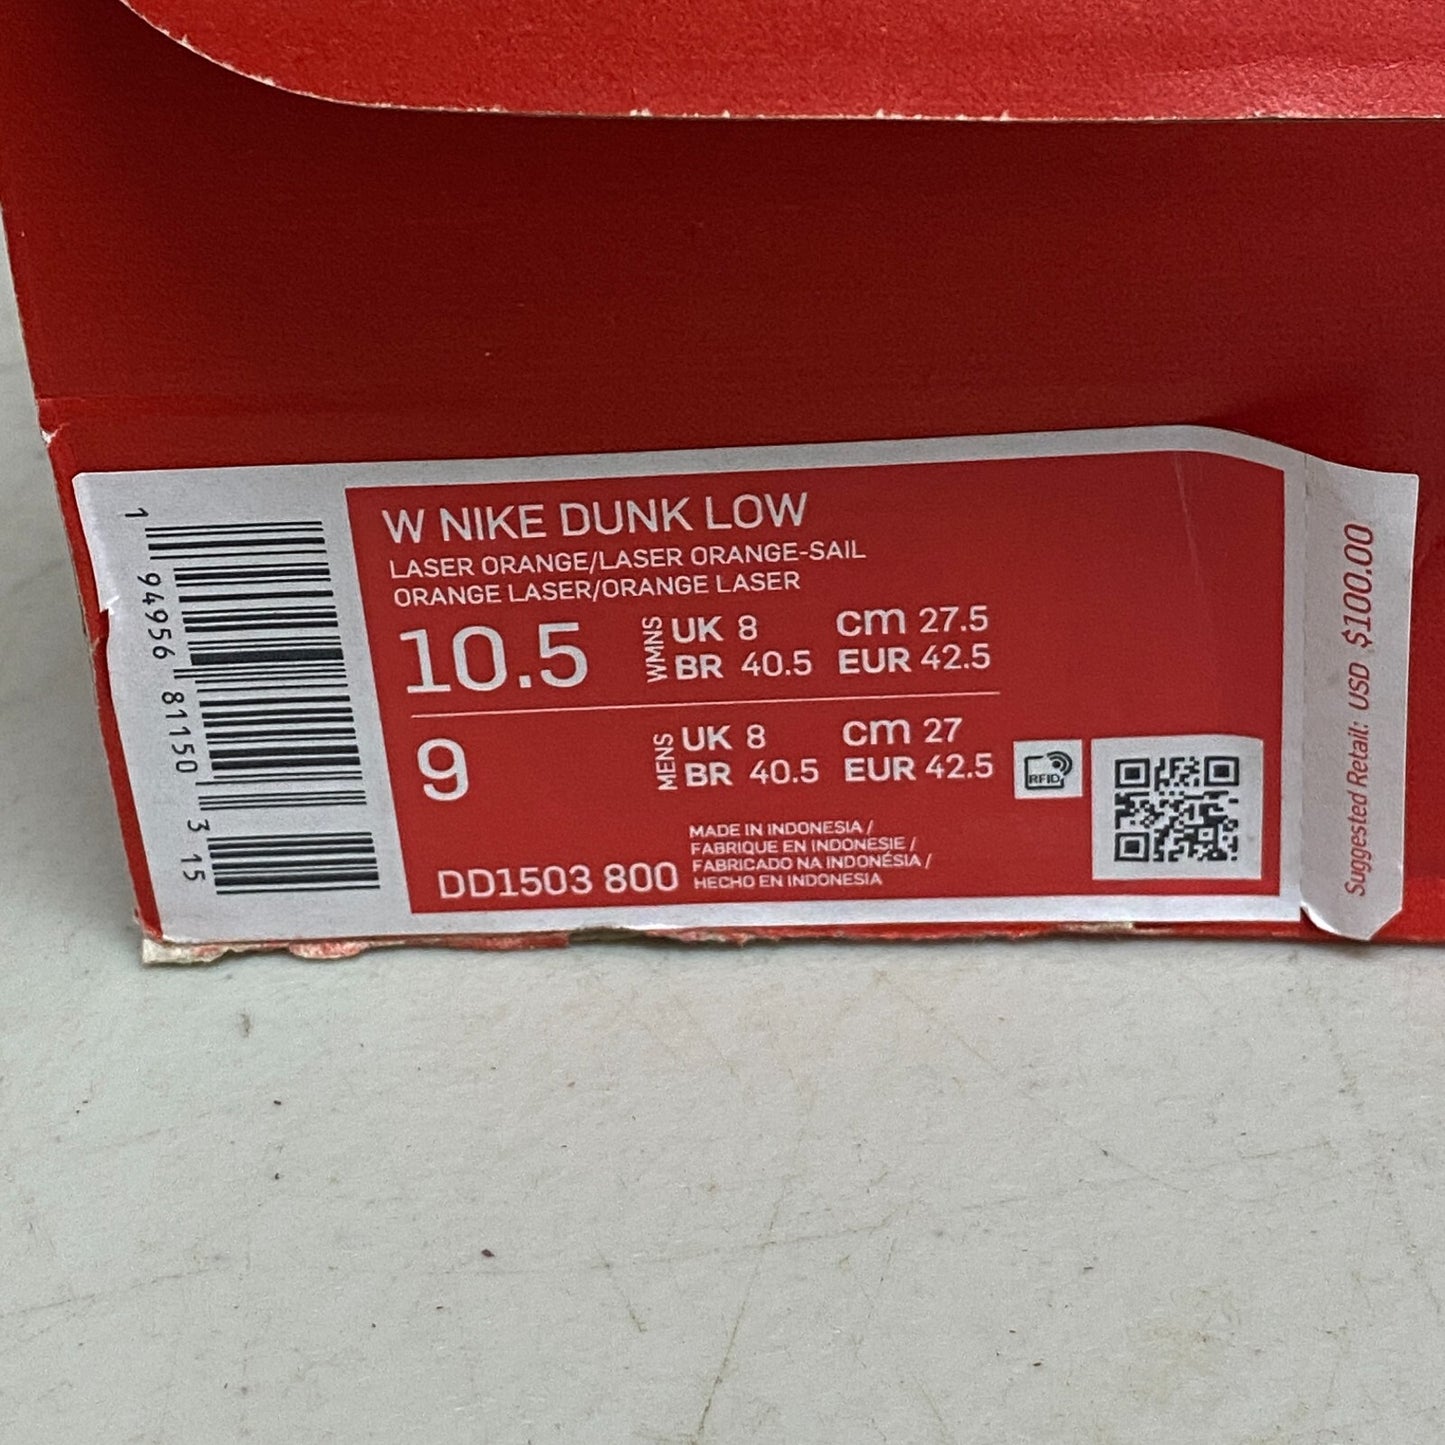 W NIKE DUNK LOW
LASER ORANGE/LASER ORANGE-SAIL
ORANGE LASER/ORANGE LASER
10.5 WMNS UK 8 cm 27.5
BR 40.5 EUR 42.5
9 MENS UK 8 cm 27
BR 40.5 EUR 42.5
RFID
MADE IN INDONESIA /
FABRIQUE EN INDONESIE /
FABRICADO NA INDONÉSIA /
HECHO EN INDONESIA
DD1503 800
1 94956 81150 3 15
Suggested Retail: USD $100.00